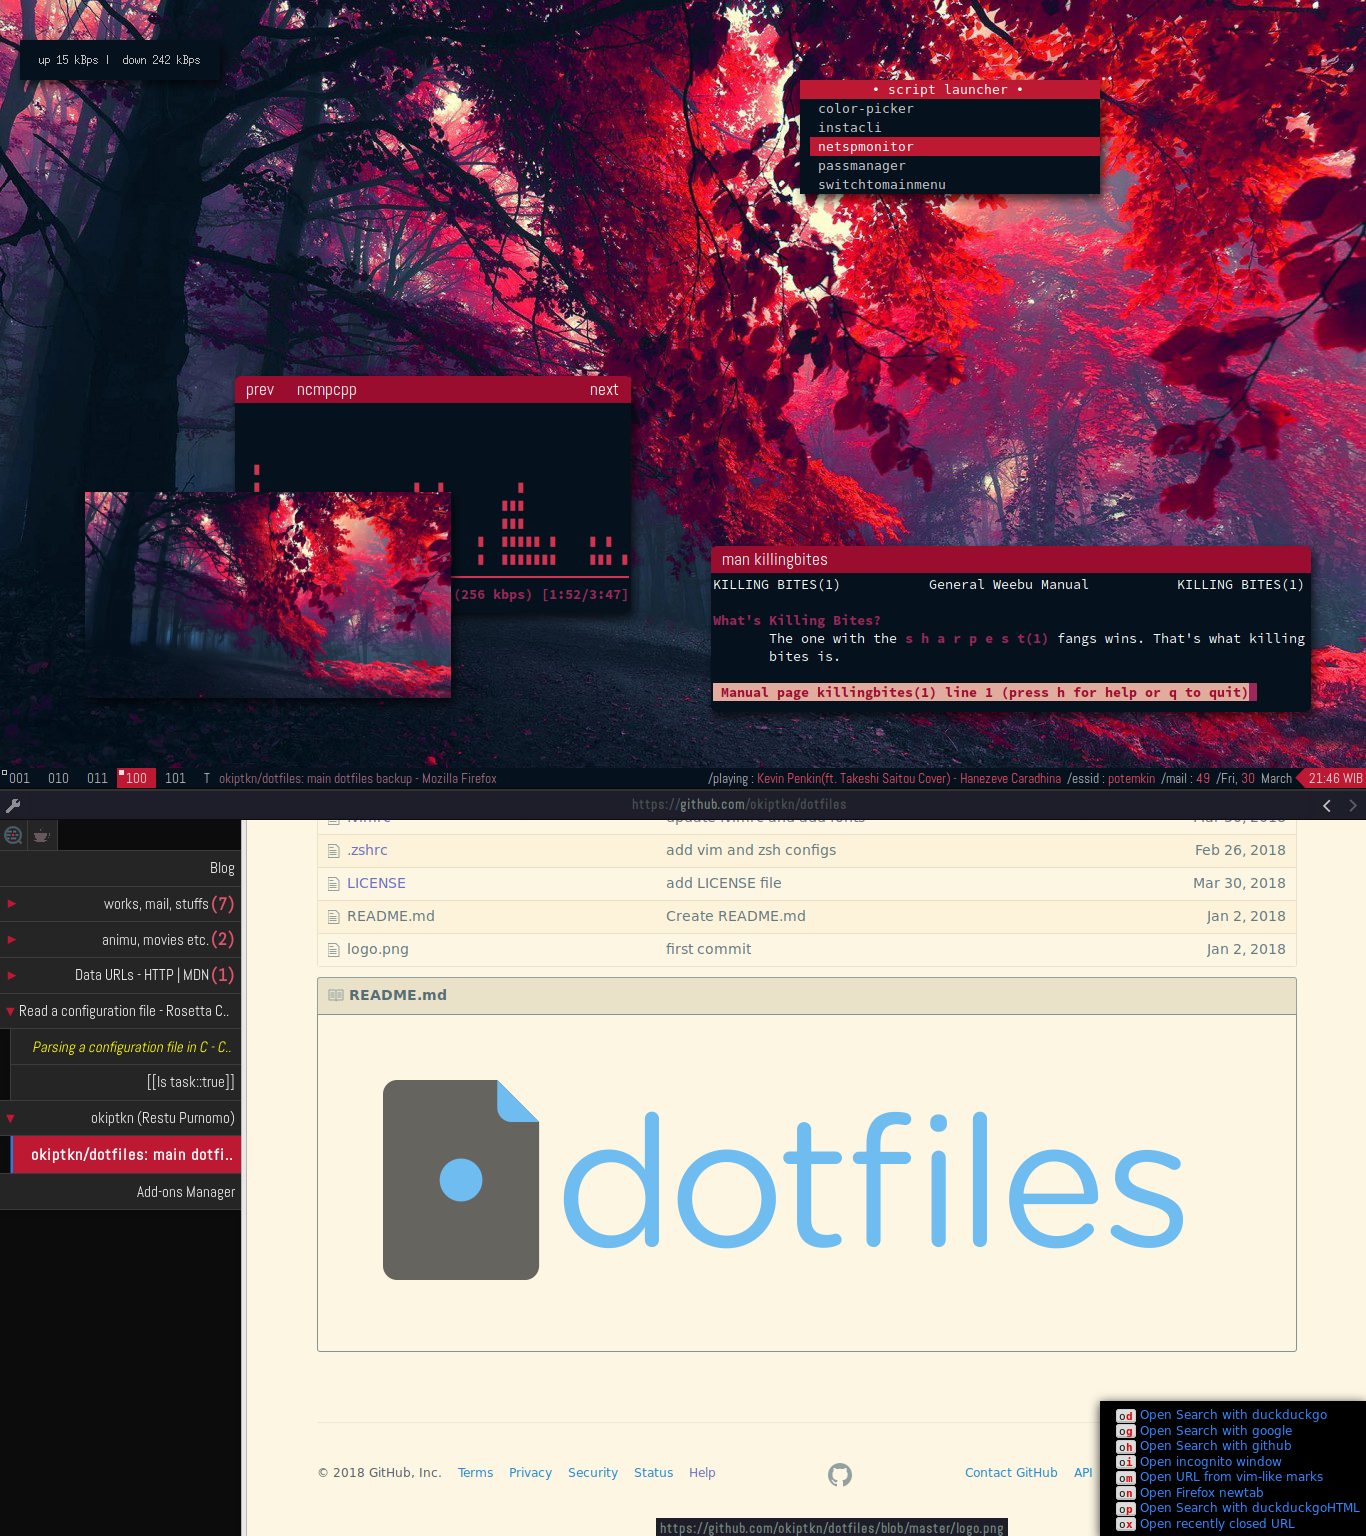 up 15 kBps | down 242 kBps
• script launcher •
color-picker
instacli
netspmonitor
passmanager
switchtomainmenu
prev ncmpcpp next
(256 kbps) [1:52/3:47]
man killingbites
KILLING BITES(1) General Weebu Manual KILLING BITES(1)
What's Killing Bites?
The one with the s h a r p e s t(1) fangs wins. That's what killing
bites is.
Manual page killingbites(1) line 1 (press h for help or q to quit)
001 010 011 100 101 T okiptkn/dotfiles: main dotfiles backup - Mozilla Firefox /playing : Kevin Penkin(ft. Takeshi Saitou Cover) - Hanezeve Caradhina /essid : potemkin /mail : 49 /Fri, 30 March 21:46 WIB
https://github.com/okiptkn/dotfiles
Blog
works, mail, stuffs (7)
animu, movies etc. (2)
Data URLs - HTTP | MDN (1)
Read a configuration file - Rosetta C..
Parsing a configuration file in C - C..
[[Is task::true]]
okiptkn (Restu Purnomo)
okiptkn/dotfiles: main dotfi..
Add-ons Manager
.zshrc add vim and zsh configs Feb 26, 2018
LICENSE add LICENSE file Mar 30, 2018
README.md Create README.md Jan 2, 2018
logo.png first commit Jan 2, 2018
README.md
dotfiles
© 2018 GitHub, Inc. Terms Privacy Security Status Help Contact GitHub API
od Open Search with duckduckgo
og Open Search with google
oh Open Search with github
oi Open incognito window
om Open URL from vim-like marks
on Open Firefox newtab
op Open Search with duckduckgoHTML
ox Open recently closed URL
https://github.com/okiptkn/dotfiles/blob/master/logo.png